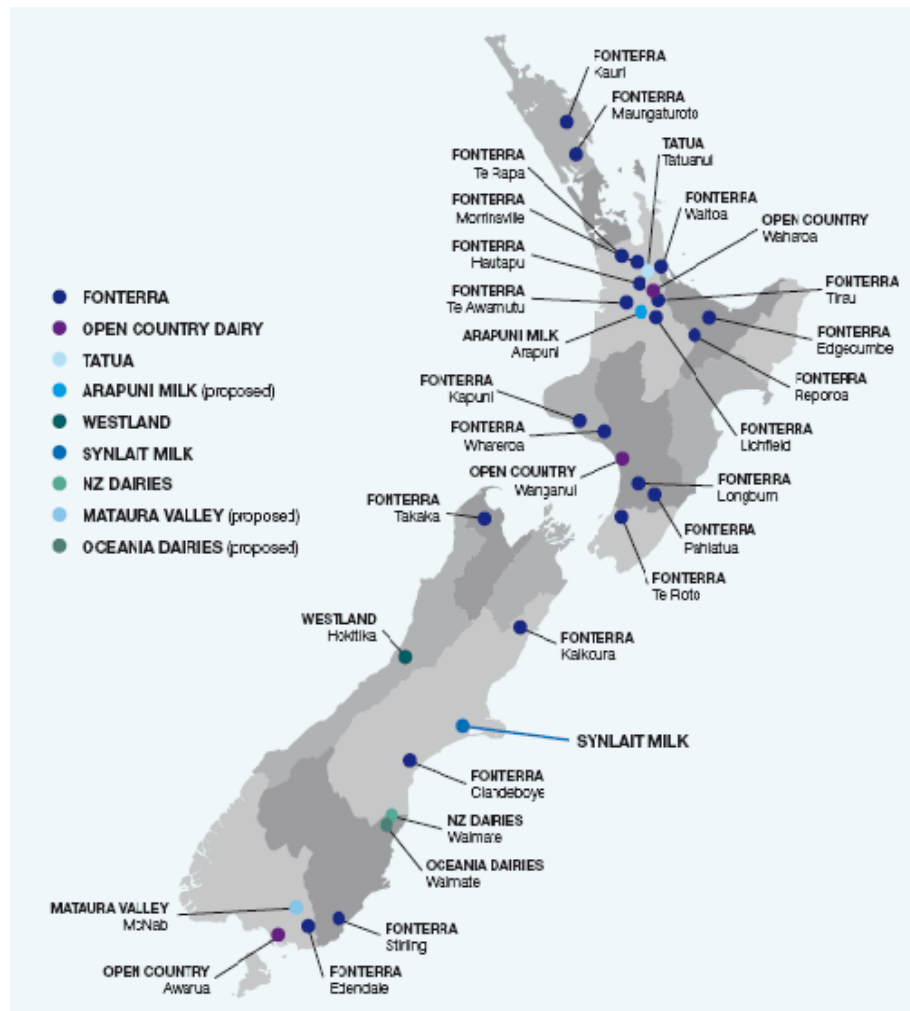 FONTERRA
Kauri
FONTERRA
Maungaturoto
TATUA
Tatuanui
FONTERRA
Te Rapa
FONTERRA
Morrinsville
FONTERRA
Waitoa
OPEN COUNTRY
Waharoa
FONTERRA
Hautapu
FONTERRA
Te Awamutu
FONTERRA
Tirau
ARAPUNI MILK
Arapuni
FONTERRA
Edgecumbe
FONTERRA
Reporoa
FONTERRA
Kapuni
FONTERRA
Whareroa
FONTERRA
Lichfield
OPEN COUNTRY
Wanganui
FONTERRA
Longburn
FONTERRA
Takaka
FONTERRA
Pahiatua
FONTERRA
Te Roto
FONTERRA
OPEN COUNTRY DAIRY
TATUA
ARAPUNI MILK (proposed)
WESTLAND
SYNLAIT MILK
NZ DAIRIES
MATAURA VALLEY (proposed)
OCEANIA DAIRIES (proposed)
WESTLAND
Hokitika
FONTERRA
Kaikoura
SYNLAIT MILK
FONTERRA
Clandeboye
NZ DAIRIES
Waimate
OCEANIA DAIRIES
Waimate
MATAURA VALLEY
McNab
FONTERRA
Stirling
OPEN COUNTRY
Awarua
FONTERRA
Edendale